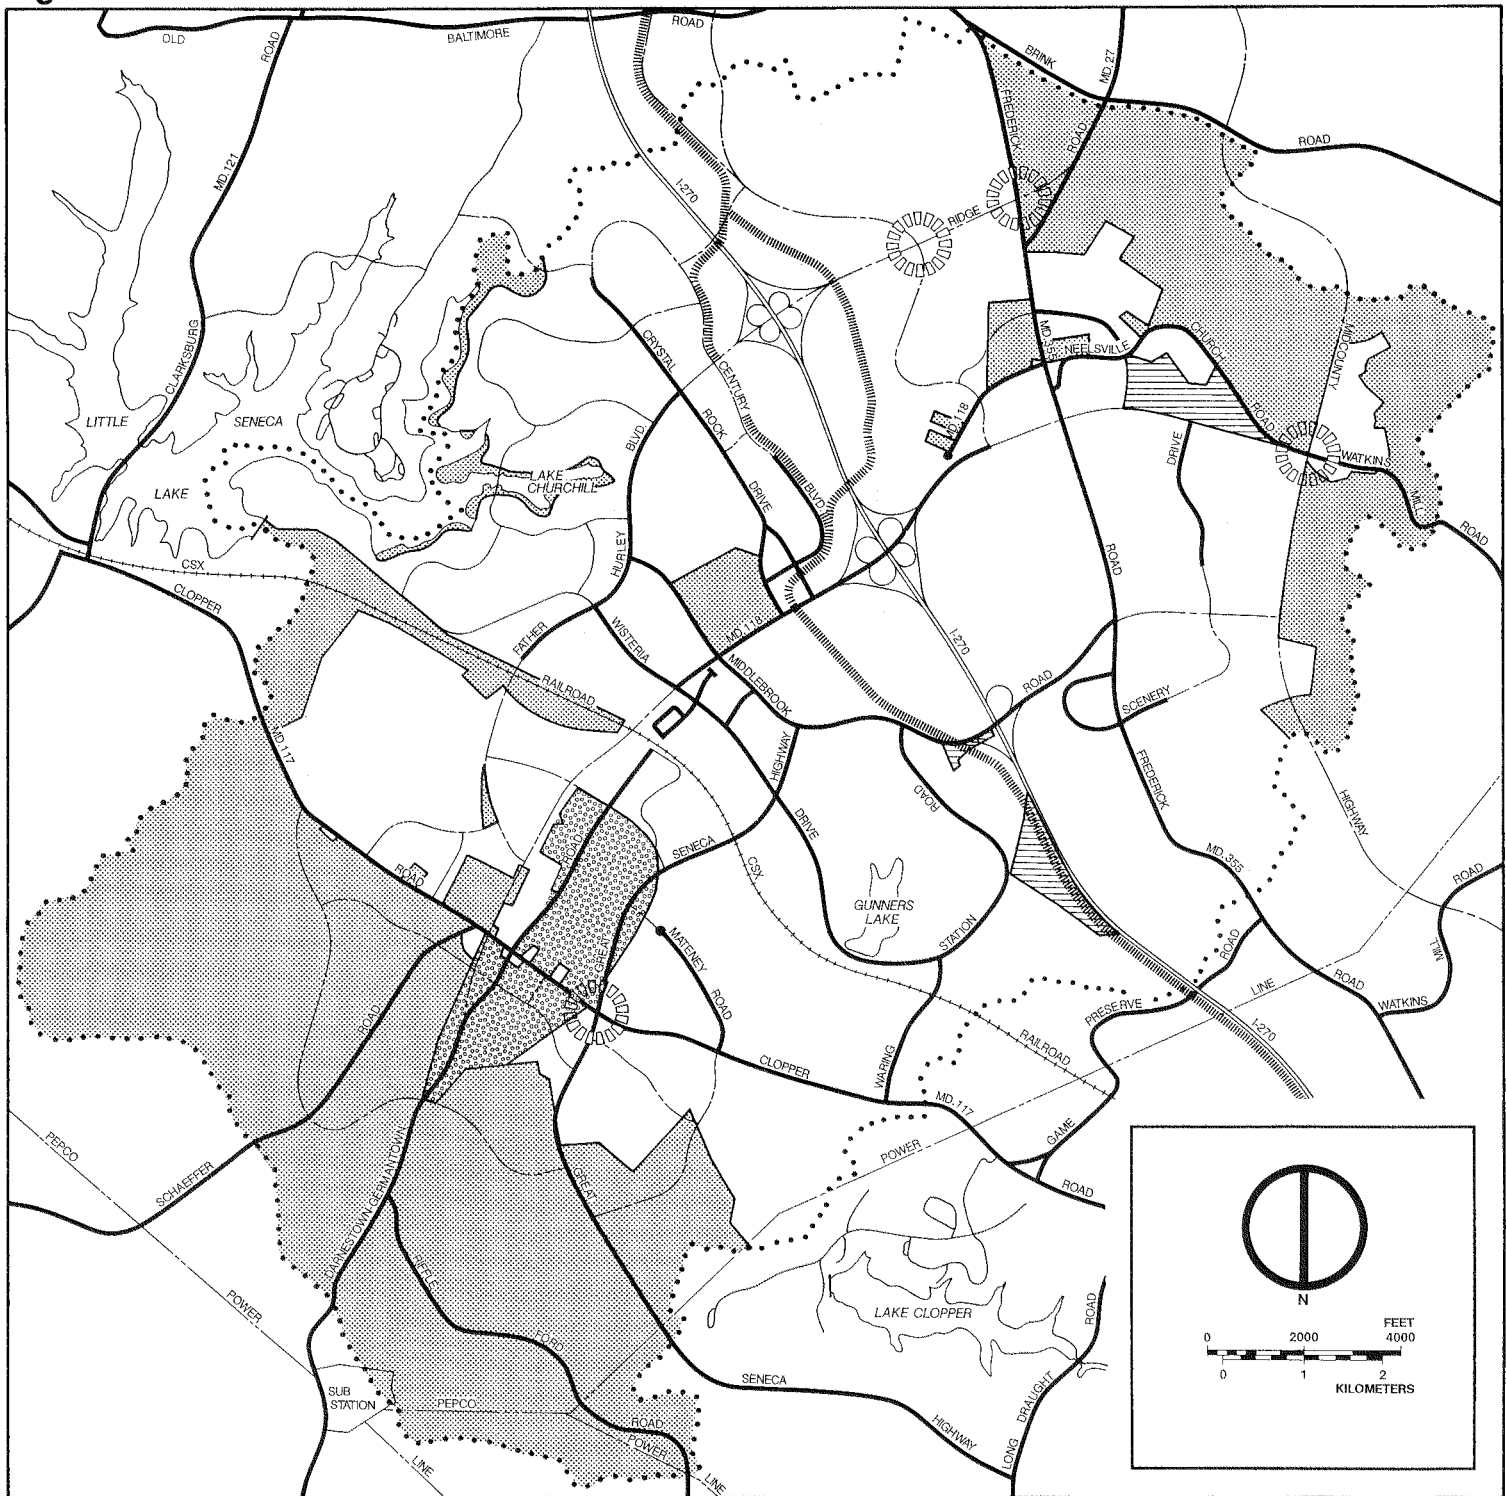 OLD
ROAD
BALTIMORE
ROAD
BRINK
MD. 27
ROAD
FREDERICK
ROAD
MD. 121
I-270
RIDGE
CLARKSBURG
CRYSTAL
ROCK
DRIVE
CENTURY
BLVD.
MD. 355
NEELSVILLE
CHURCH
ROAD
MIDCOUNTY
WATKINS
MILL
ROAD
LITTLE
SENECA
LAKE
LAKE
CHURCHILL
BLVD.
HURLEY
FATHER
MD. 118
DRIVE
ROAD
CSX
CLOPPER
WISTERIA
MD. 118
MIDDLEBROOK
ROAD
I-270
RAILROAD
SCENERY
MD. 117
HIGHWAY
ROAD
FREDERICK
HIGHWAY
DRIVE
SENECA
CSX
MD. 355
ROAD
ROAD
ROAD
GUNNERS
LAKE
STATION
MATENEY
ROAD
GREAT
ROAD
ROAD
LINE
ROAD
WATKINS
MILL
PRESERVE
I-270
RAILROAD
CLOPPER
WARING
MD. 117
GAME
POWER
ROAD
PEPCO
SCHAEFFER
DARNESTOWN-GERMANTOWN
GREAT
POWER
RIFFLE
FORD
LAKE CLOPPER
ROAD
SUB
STATION
PEPCO
ROAD
POWER
LINE
LINE
SENECA
HIGHWAY
LONG
DRAUGHT
N
FEET
0 2000 4000
0 1 2
KILOMETERS